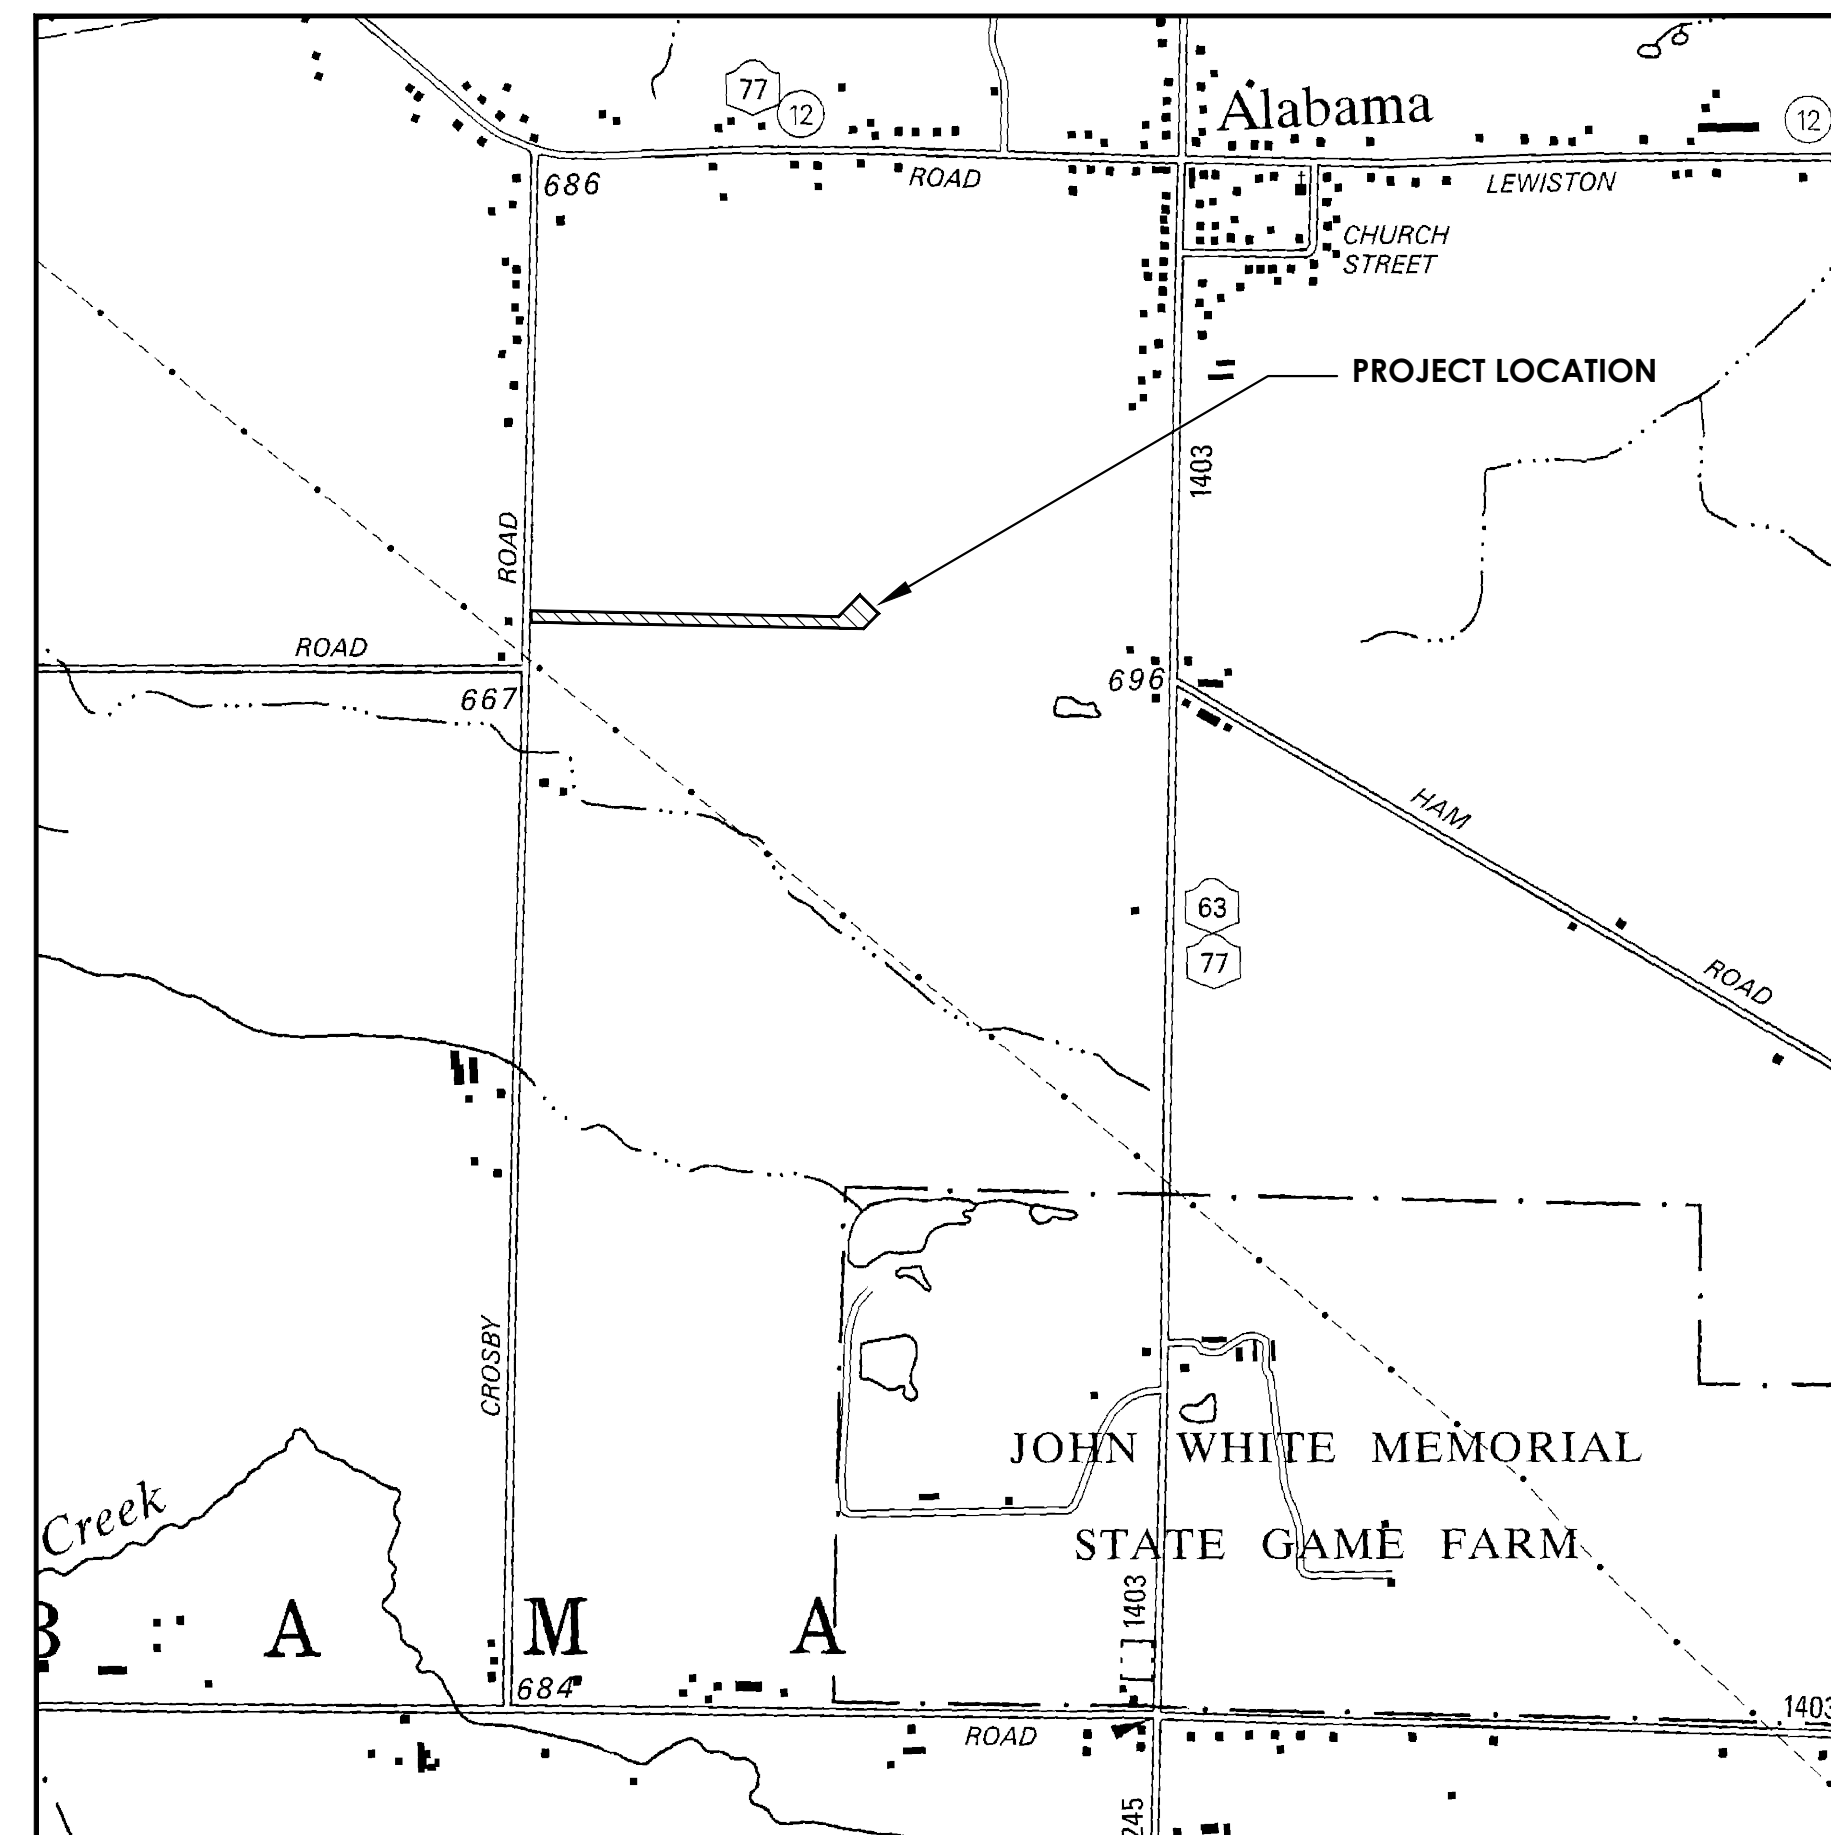 77
12
Alabama
12
686
ROAD
LEWISTON
CHURCH
STREET
PROJECT LOCATION
1403
ROAD
ROAD
667
696
HAM
63
77
ROAD
CROSBY
JOHN WHITE MEMORIAL
Creek
STATE GAME FARM
1403
A M A
684
1403
ROAD
245